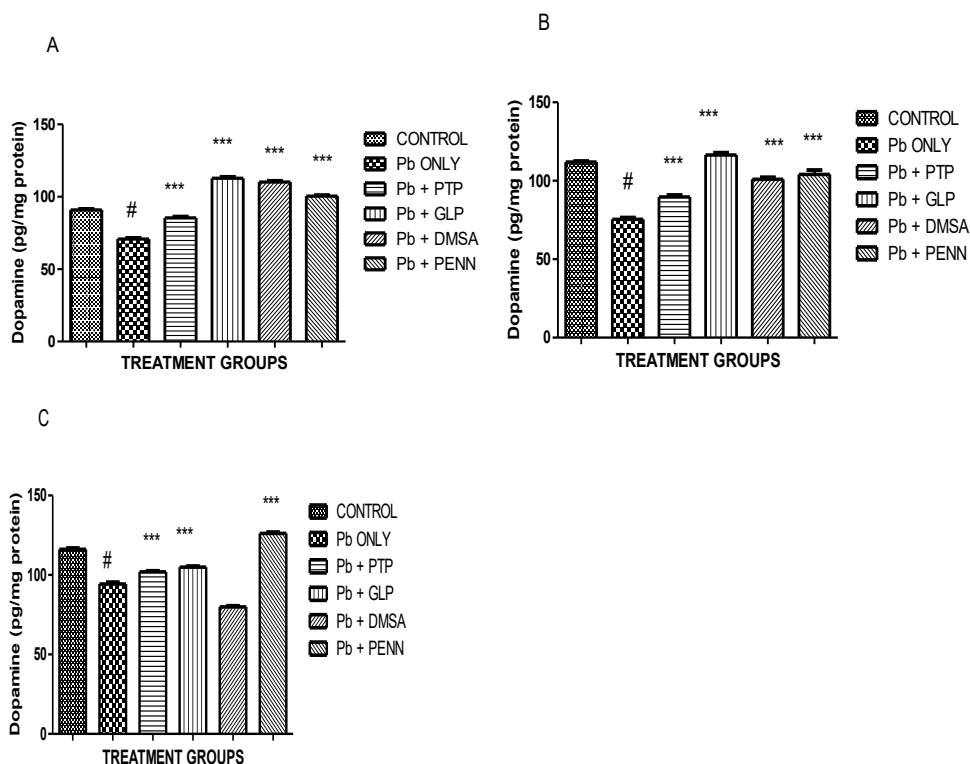 A
Dopamine (pg/mg protein)
150
100
50
0
#
***
***
***
***
TREATMENT GROUPS
CONTROL
Pb ONLY
Pb + PTP
Pb + GLP
Pb + DMSA
Pb + PENN
B
Dopamine (pg/mg protein)
150
100
50
0
#
***
***
***
***
TREATMENT GROUPS
CONTROL
Pb ONLY
Pb + PTP
Pb + GLP
Pb + DMSA
Pb + PENN
C
Dopamine (pg/mg protein)
150
100
50
0
#
***
***
***
TREATMENT GROUPS
CONTROL
Pb ONLY
Pb + PTP
Pb + GLP
Pb + DMSA
Pb + PENN